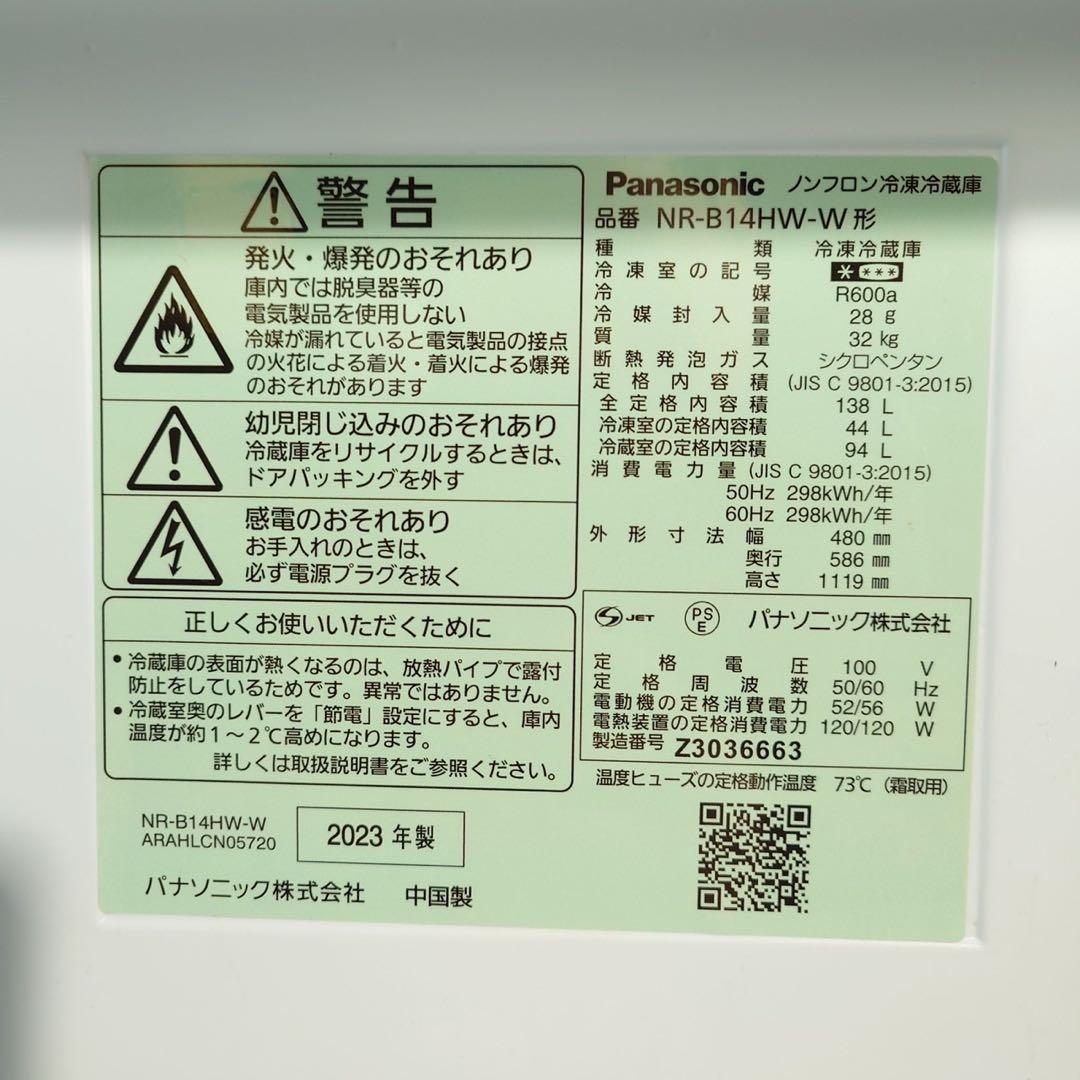 警告
発火・爆発のおそれあり
庫内では脱臭器等の
電気製品を使用しない
冷媒が漏れていると電気製品の接点
の火花による着火・着火による爆発
のおそれがあります
幼児閉じ込みのおそれあり
冷蔵庫をリサイクルするときは、
ドアパッキングを外す
感電のおそれあり
お手入れのときは、
必ず電源プラグを抜く
正しくお使いいただくために
•冷蔵庫の表面が熱くなるのは、放熱パイプで露付
防止をしているためです。異常ではありません。
•冷蔵室奥のレバーを「節電」設定にすると、庫内
温度が約1～2℃高めになります。
詳しくは取扱説明書をご参照ください。
NR-B14HW-W
ARAHLCN05720
2023年製
パナソニック株式会社 中国製
Panasonic ノンフロン冷凍冷蔵庫
品番 NR-B14HW-W形
種類 冷凍冷蔵庫
冷凍室の記号 * ***
冷媒 R600a
冷媒封入量 28 g
質量 32 kg
断熱発泡ガス シクロペンタン
定格内容積 (JIS C 9801-3:2015)
全定格内容積 138 L
冷凍室の定格内容積 44 L
冷蔵室の定格内容積 94 L
消費電力量 (JIS C 9801-3:2015)
50Hz 298kWh/年
60Hz 298kWh/年
外形寸法 幅 480 mm
奥行 586 mm
高さ 1119 mm
JET PSE パナソニック株式会社
定格電圧 100 V
定格周波数 50/60 Hz
電動機の定格消費電力 52/56 W
電熱装置の定格消費電力 120/120 W
製造番号 Z3036663
温度ヒューズの定格動作温度 73℃（霜取用）